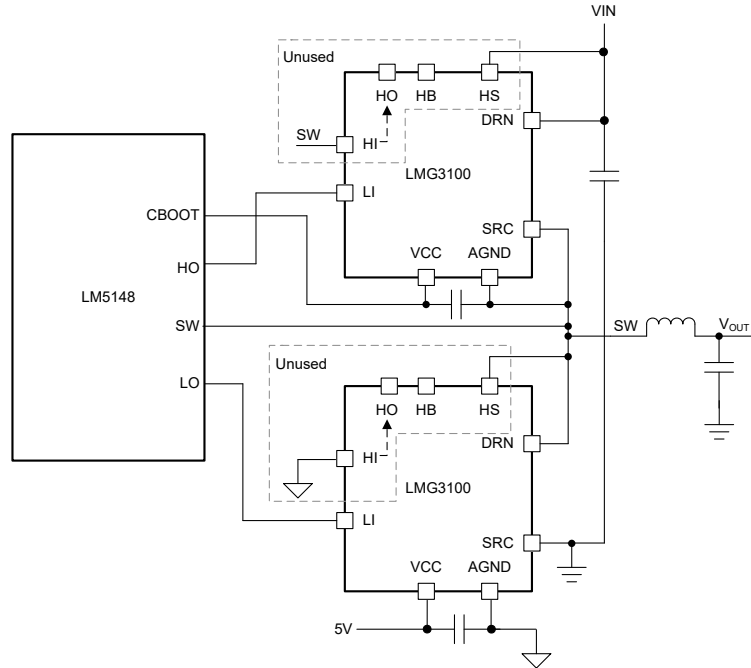 VIN
Unused
HO HB HS
DRN
SW
HI
LMG3100
LI
CBOOT
SRC
VCC AGND
HO
LM5148
SW
SW
VOUT
Unused
LO
HO HB HS
DRN
HI
LMG3100
LI
SRC
VCC AGND
5V